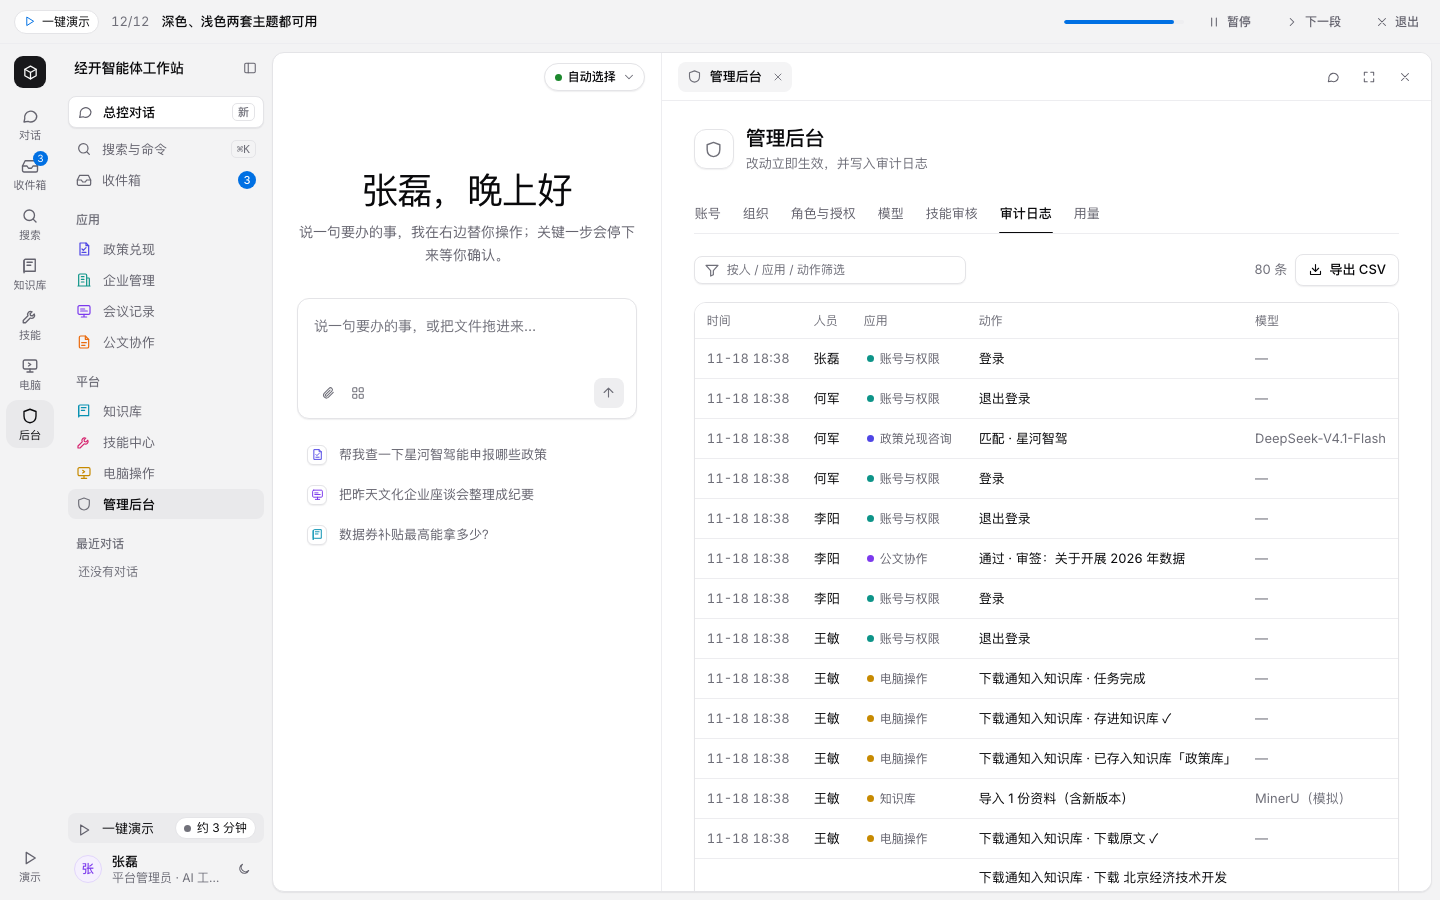 一键演示
12/12
深色、浅色两套主题都可用
暂停
下一段
退出
对话
收件箱
3
搜索
知识库
技能
电脑
后台
演示
经开智能体工作站
总控对话
新
搜索与命令
⌘K
收件箱
3
应用
政策兑现
企业管理
会议记录
公文协作
平台
知识库
技能中心
电脑操作
管理后台
最近对话
还没有对话
一键演示
约 3 分钟
张
张磊
平台管理员 · AI 工...
自动选择
张磊，晚上好
说一句要办的事，我在右边替你操作；关键一步会停下
来等你确认。
说一句要办的事，或把文件拖进来...
帮我查一下星河智驾能申报哪些政策
把昨天文化企业座谈会整理成纪要
数据券补贴最高能拿多少？
管理后台
管理后台
改动立即生效，并写入审计日志
账号
组织
角色与授权
模型
技能审核
审计日志
用量
按人 / 应用 / 动作筛选
80 条
导出 CSV
时间 人员 应用 动作 模型
11-18 18:38 张磊 账号与权限 登录 —
11-18 18:38 何军 账号与权限 退出登录 —
11-18 18:38 何军 政策兑现咨询 匹配 · 星河智驾 DeepSeek-V4.1-Flash
11-18 18:38 何军 账号与权限 登录 —
11-18 18:38 李阳 账号与权限 退出登录 —
11-18 18:38 李阳 公文协作 通过 · 审签：关于开展 2026 年数据 —
11-18 18:38 李阳 账号与权限 登录 —
11-18 18:38 王敏 账号与权限 退出登录 —
11-18 18:38 王敏 电脑操作 下载通知入知识库 · 任务完成 —
11-18 18:38 王敏 电脑操作 下载通知入知识库 · 存进知识库 ✓ —
11-18 18:38 王敏 电脑操作 下载通知入知识库 · 已存入知识库「政策库」 —
11-18 18:38 王敏 知识库 导入 1 份资料（含新版本） MinerU（模拟）
11-18 18:38 王敏 电脑操作 下载通知入知识库 · 下载原文 ✓ —
下载通知入知识库 · 下载 北京经济技术开发